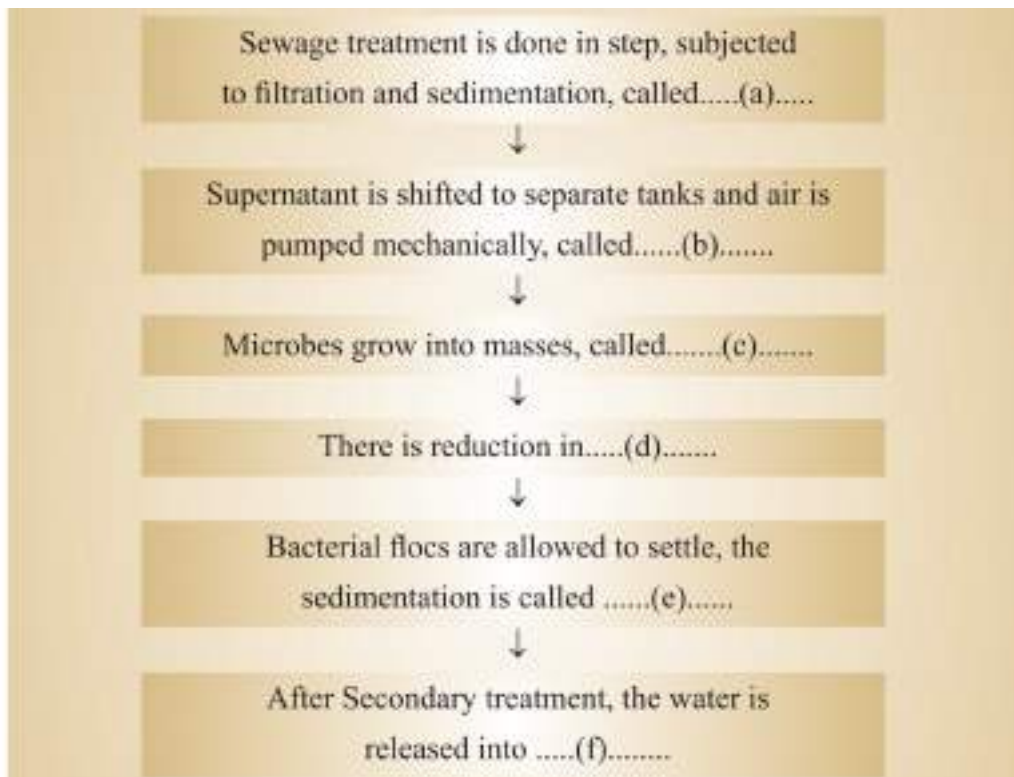 Sewage treatment is done in step, subjected
to filtration and sedimentation, called.....(a).....
↓
Supernatant is shifted to separate tanks and air is
pumped mechanically, called......(b).......
↓
Microbes grow into masses, called.......(c).......
↓
There is reduction in.....(d).......
↓
Bacterial flocs are allowed to settle, the
sedimentation is called ......(e)......
↓
After Secondary treatment, the water is
released into .....(f).........